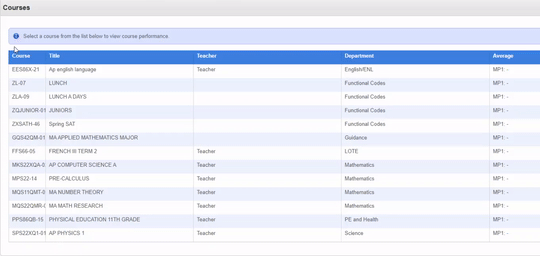 Courses
Select a course from the list below to view course performance.
Course Title Teacher Department Average
EES86X-21 Ap english language Teacher English/ENL MP1: -
ZL-07 LUNCH Functional Codes MP1: -
ZLA-09 LUNCH A DAYS Functional Codes MP1: -
ZQJUNIOR-01 JUNIORS Functional Codes MP1: -
ZXSATH-46 Spring SAT Functional Codes MP1: -
GQS42QM-01 MA APPLIED MATHEMATICS MAJOR Guidance MP1: -
FFS66-05 FRENCH III TERM 2 Teacher LOTE MP1: -
MKS22XQA-0 AP COMPUTER SCIENCE A Teacher Mathematics MP1: -
MPS22-14 PRE-CALCULUS Teacher Mathematics MP1: -
MQS11QMT-0 MA NUMBER THEORY Teacher Mathematics MP1: -
MQS22QMR-0 MA MATH RESEARCH Teacher Mathematics MP1: -
PPS86QB-15 PHYSICAL EDUCATION 11TH GRADE Teacher PE and Health MP1: -
SPS22XQ1-01 AP PHYSICS 1 Teacher Science MP1: -